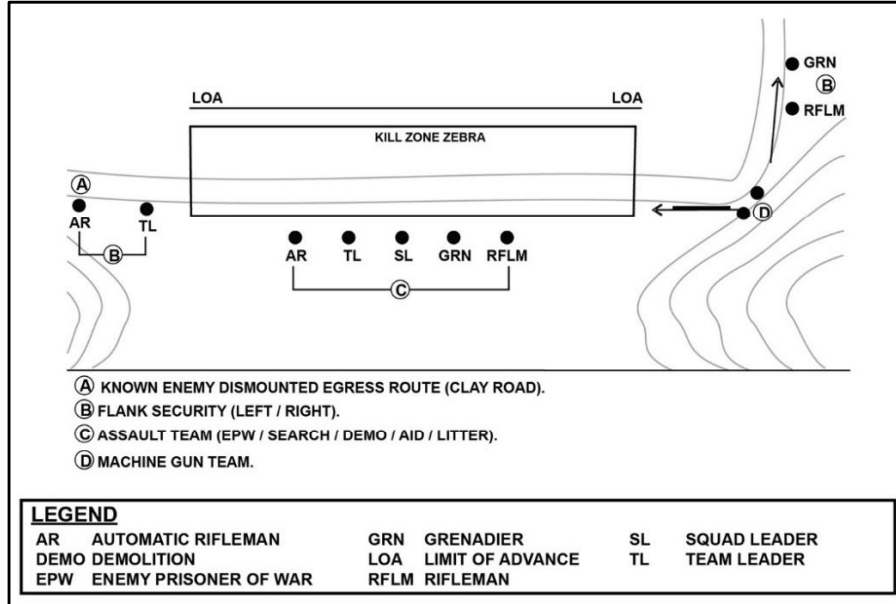 GRN
Ⓑ
RFLM
LOA LOA
KILL ZONE ZEBRA
Ⓐ
AR TL
Ⓑ
Ⓓ
AR TL SL GRN RFLM
Ⓒ
Ⓐ KNOWN ENEMY DISMOUNTED EGRESS ROUTE (CLAY ROAD).
Ⓑ FLANK SECURITY (LEFT / RIGHT).
Ⓒ ASSAULT TEAM (EPW / SEARCH / DEMO / AID / LITTER).
Ⓓ MACHINE GUN TEAM.
LEGEND
AR AUTOMATIC RIFLEMAN GRN GRENADIER SL SQUAD LEADER
DEMO DEMOLITION LOA LIMIT OF ADVANCE TL TEAM LEADER
EPW ENEMY PRISONER OF WAR RFLM RIFLEMAN